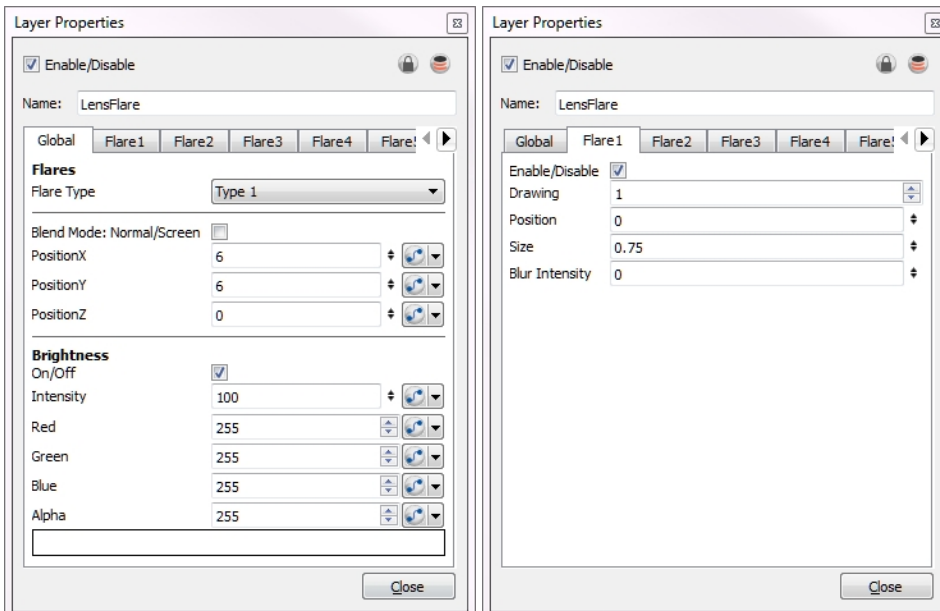 Layer Properties
Enable/Disable
Name: LensFlare
Global Flare1 Flare2 Flare3 Flare4 Flare
Flares
Flare Type Type 1
Blend Mode: Normal/Screen
PositionX 6
PositionY 6
PositionZ 0
Brightness
On/Off
Intensity 100
Red 255
Green 255
Blue 255
Alpha 255
Close
Layer Properties
Enable/Disable
Name: LensFlare
Global Flare1 Flare2 Flare3 Flare4 Flare
Enable/Disable
Drawing 1
Position 0
Size 0.75
Blur Intensity 0
Close